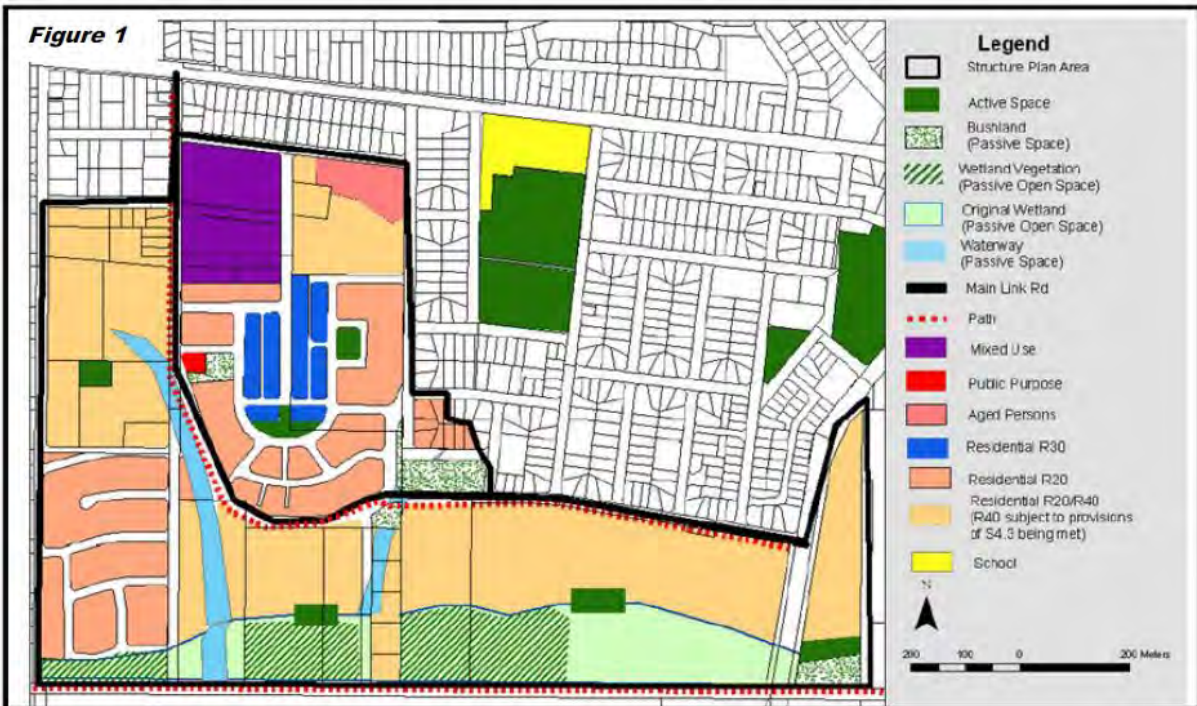 Figure 1
Legend
Structure Plan Area
Active Space
Bushland
(Passive Space)
Wetland Vegetation
(Passive Open Space)
Original Wetland
(Passive Open Space)
Waterway
(Passive Space)
Main Link Rd
Path
Mixed Use
Public Purpose
Aged Persons
Residential R30
Residential R20
Residential R20/R40
(R40 subject to provisions
of S4.3 being met)
School
N
200 100 0 200 Meters